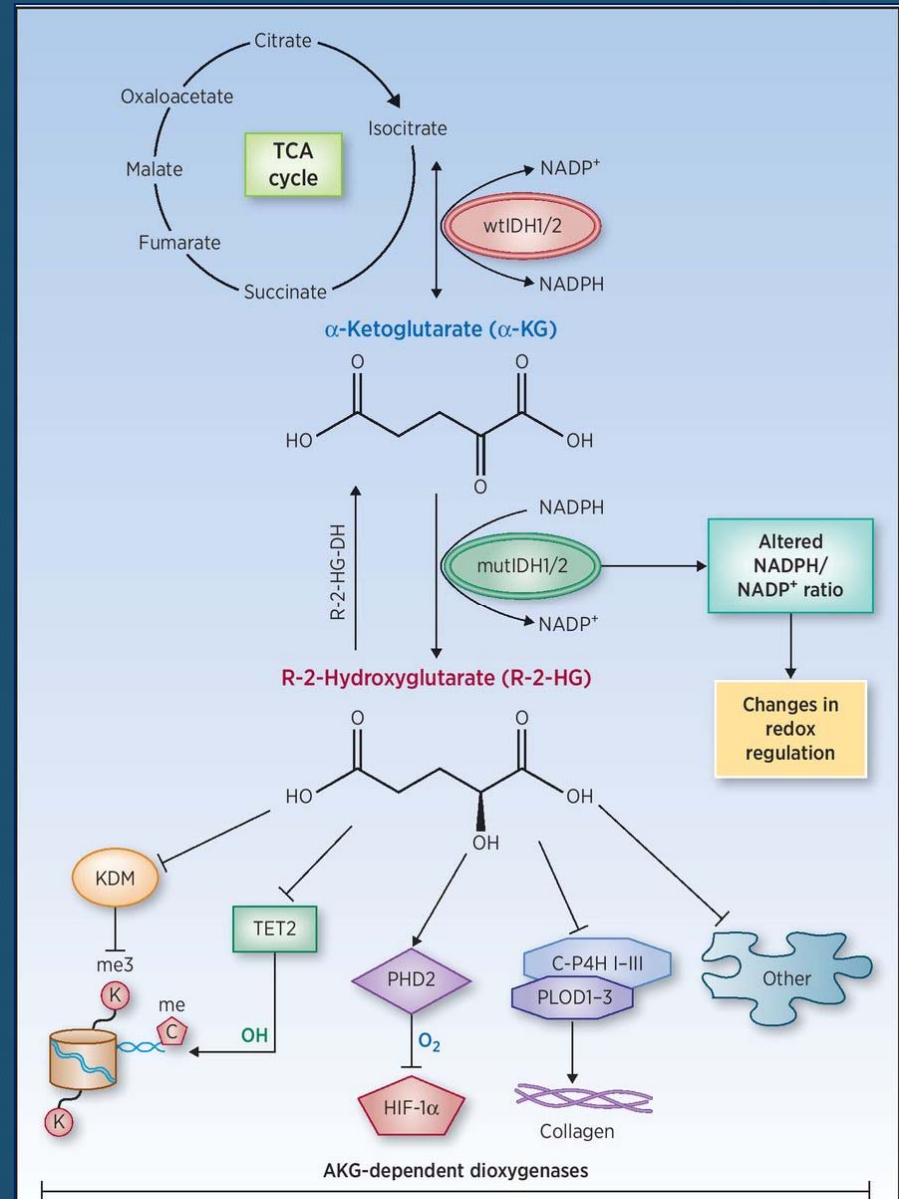 Citrate
Oxaloacetate
Isocitrate
TCA
cycle
Malate
NADP⁺
wtIDH1/2
Fumarate
NADPH
Succinate
α-Ketoglutarate (α-KG)
O
O
HO
OH
O
NADPH
R-2-HG-DH
mutIDH1/2
Altered
NADPH/
NADP⁺ ratio
NADP⁺
R-2-Hydroxyglutarate (R-2-HG)
Changes in
redox
regulation
O
O
HO
OH
OH
KDM
TET2
me3
C-P4H I–III
PHD2
Other
PLOD1–3
K
me
C
OH
O₂
HIF-1α
K
Collagen
AKG-dependent dioxygenases